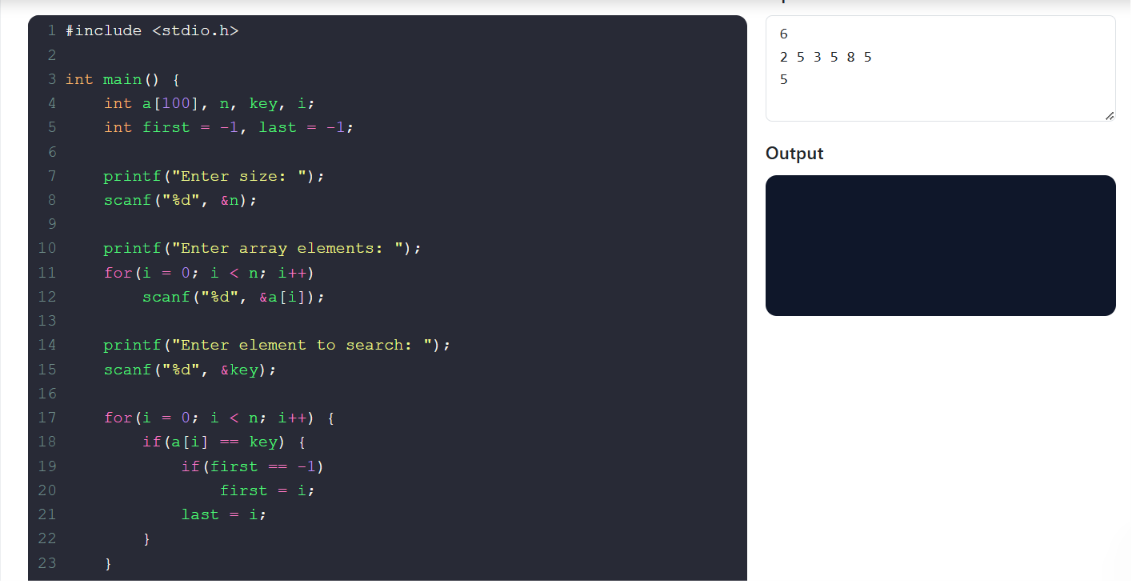 1 #include <stdio.h>
2
3 int main() {
4     int a[100], n, key, i;
5     int first = -1, last = -1;
6
7     printf("Enter size: ");
8     scanf("%d", &n);
9
10     printf("Enter array elements: ");
11     for(i = 0; i < n; i++)
12         scanf("%d", &a[i]);
13
14     printf("Enter element to search: ");
15     scanf("%d", &key);
16
17     for(i = 0; i < n; i++) {
18         if(a[i] == key) {
19             if(first == -1)
20                 first = i;
21             last = i;
22         }
23     }
6
2 5 3 5 8 5
5
Output